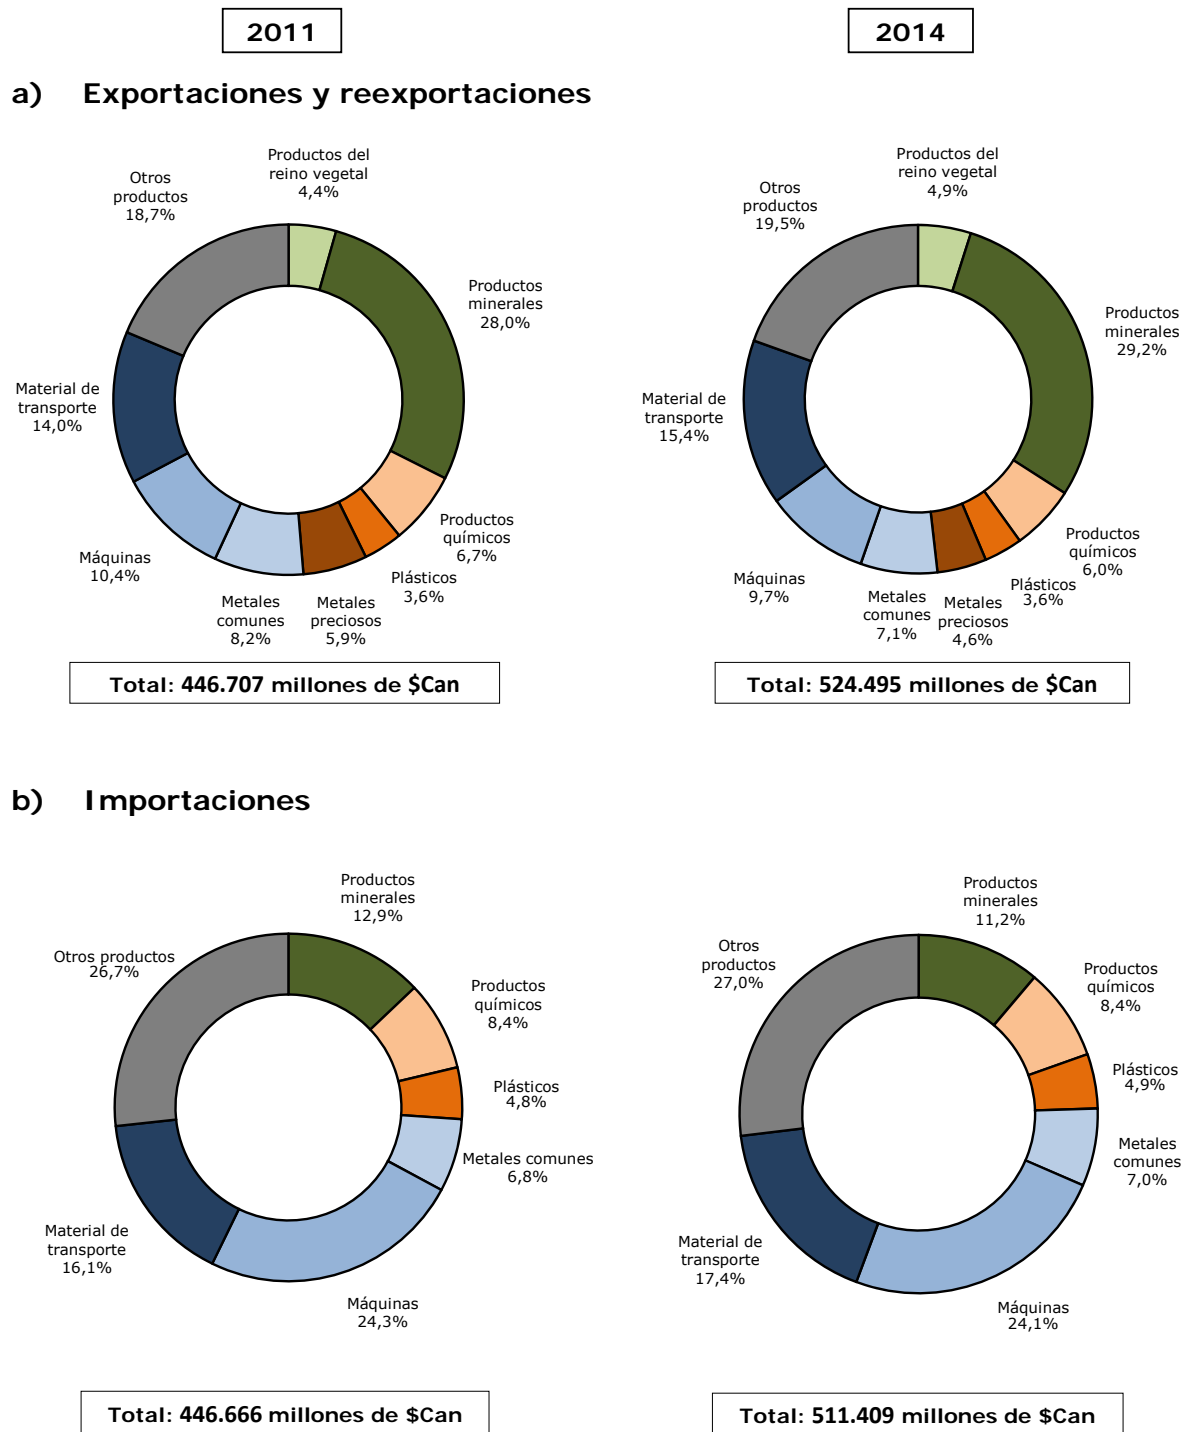 2011
2014
a) Exportaciones y reexportaciones
Productos del
reino vegetal
4,4%
Productos
minerales
28,0%
Productos
químicos
6,7%
Plásticos
3,6%
Metales
preciosos
5,9%
Metales
comunes
8,2%
Máquinas
10,4%
Material de
transporte
14,0%
Otros
productos
18,7%
Total: 446.707 millones de $Can
Productos del
reino vegetal
4,9%
Productos
minerales
29,2%
Productos
químicos
6,0%
Plásticos
3,6%
Metales
preciosos
4,6%
Metales
comunes
7,1%
Máquinas
9,7%
Material de
transporte
15,4%
Otros
productos
19,5%
Total: 524.495 millones de $Can
b) Importaciones
Productos
minerales
12,9%
Productos
químicos
8,4%
Plásticos
4,8%
Metales comunes
6,8%
Máquinas
24,3%
Material de
transporte
16,1%
Otros productos
26,7%
Total: 446.666 millones de $Can
Productos
minerales
11,2%
Productos
químicos
8,4%
Plásticos
4,9%
Metales
comunes
7,0%
Máquinas
24,1%
Material de
transporte
17,4%
Otros
productos
27,0%
Total: 511.409 millones de $Can